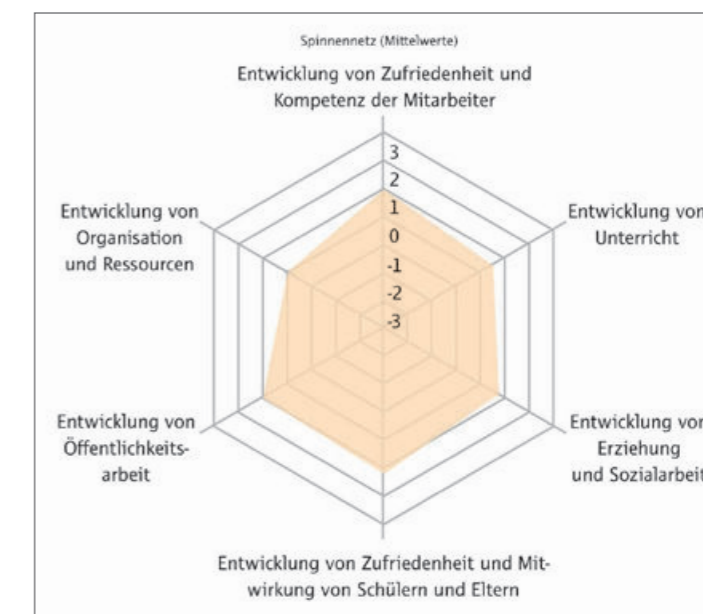 Spinnennetz (Mittelwerte)
Entwicklung von Zufriedenheit und
Kompetenz der Mitarbeiter
3
2
1
0
-1
-2
-3
Entwicklung von
Organisation
und Ressourcen
Entwicklung von
Unterricht
Entwicklung von
Öffentlichkeits-
arbeit
Entwicklung von
Erziehung
und Sozialarbeit
Entwicklung von Zufriedenheit und Mit-
wirkung von Schülern und Eltern